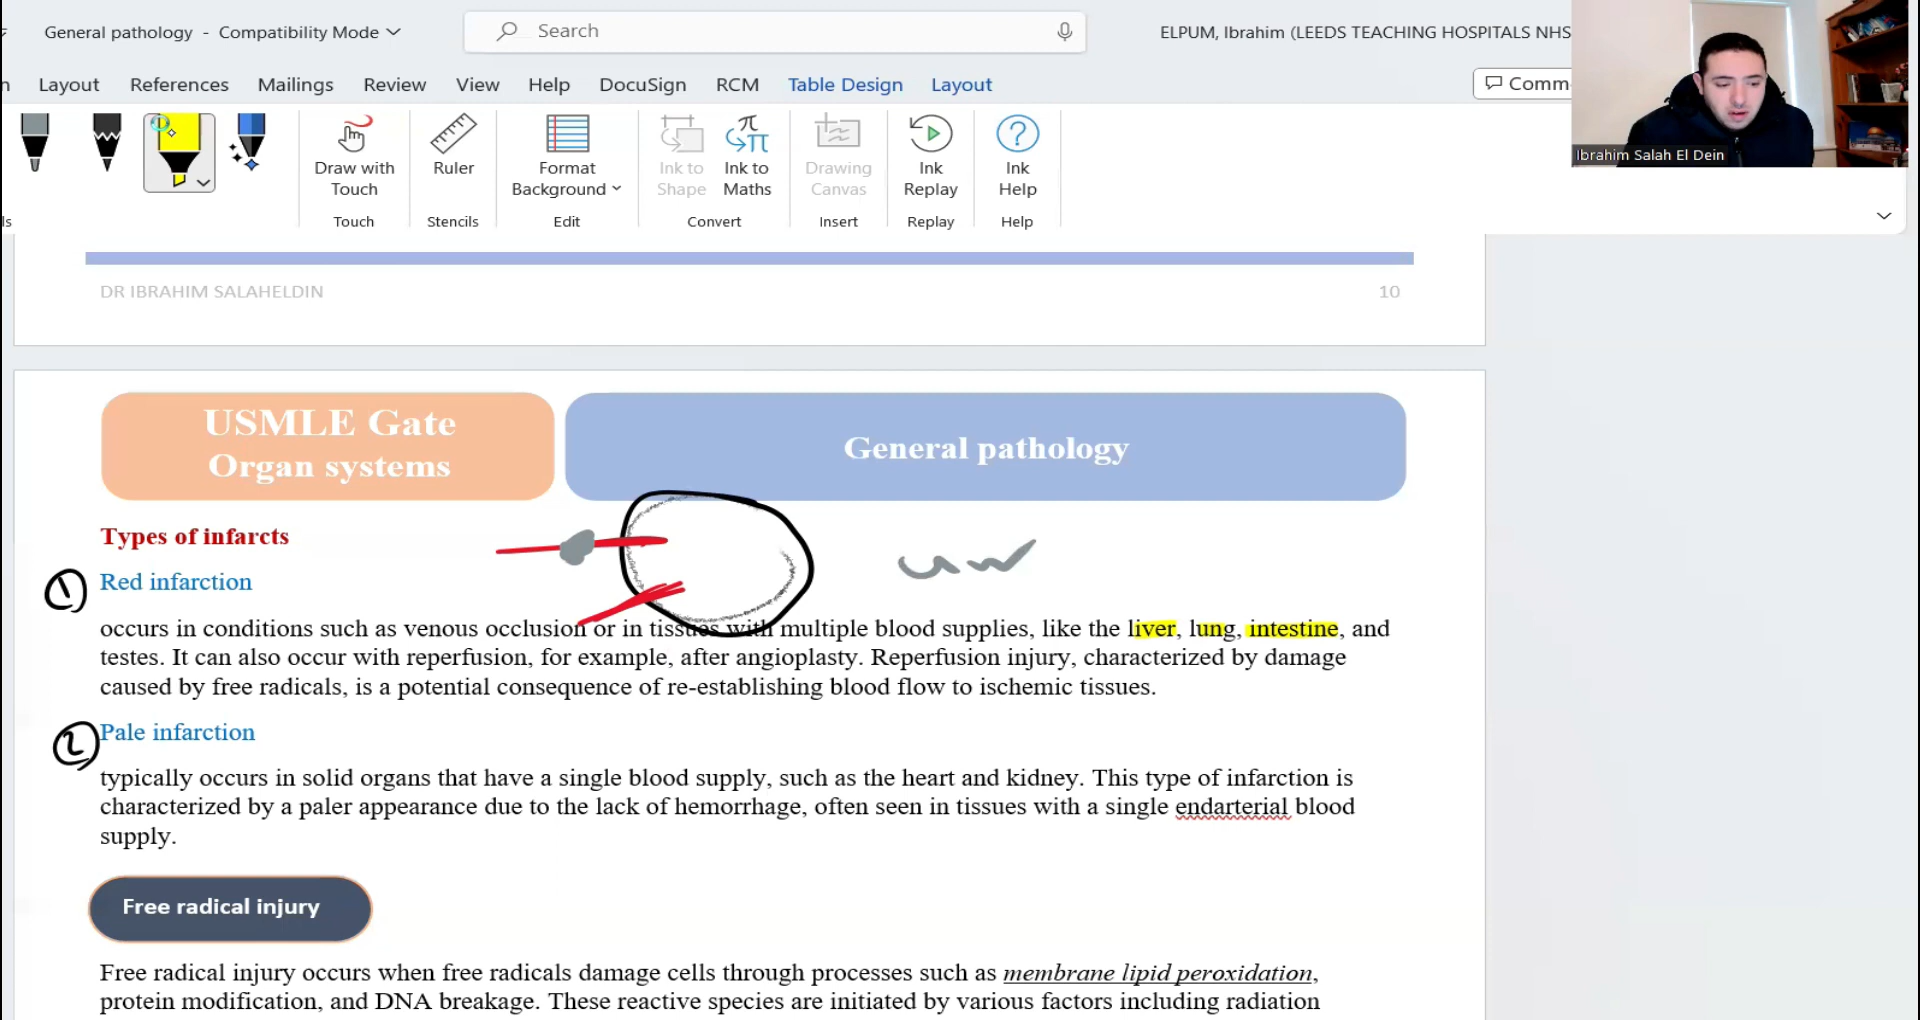 General pathology - Compatibility Mode
Search
ELPUM, Ibrahim (LEEDS TEACHING HOSPITALS NHS
Layout References Mailings Review View Help DocuSign RCM Table Design Layout
Draw with Touch
Ruler
Format Background
Ink to Shape
Ink to Maths
Drawing Canvas
Ink Replay
Ink Help
Touch Stencils Edit Convert Insert Replay Help
Ibrahim Salah El Dein
DR IBRAHIM SALAHELDIN 10
USMLE Gate
Organ systems
General pathology
Types of infarcts
1 Red infarction
occurs in conditions such as venous occlusion or in tissues with multiple blood supplies, like the liver, lung, intestine, and
testes. It can also occur with reperfusion, for example, after angioplasty. Reperfusion injury, characterized by damage
caused by free radicals, is a potential consequence of re-establishing blood flow to ischemic tissues.
2 Pale infarction
typically occurs in solid organs that have a single blood supply, such as the heart and kidney. This type of infarction is
characterized by a paler appearance due to the lack of hemorrhage, often seen in tissues with a single endarterial blood
supply.
Free radical injury
Free radical injury occurs when free radicals damage cells through processes such as membrane lipid peroxidation,
protein modification, and DNA breakage. These reactive species are initiated by various factors including radiation